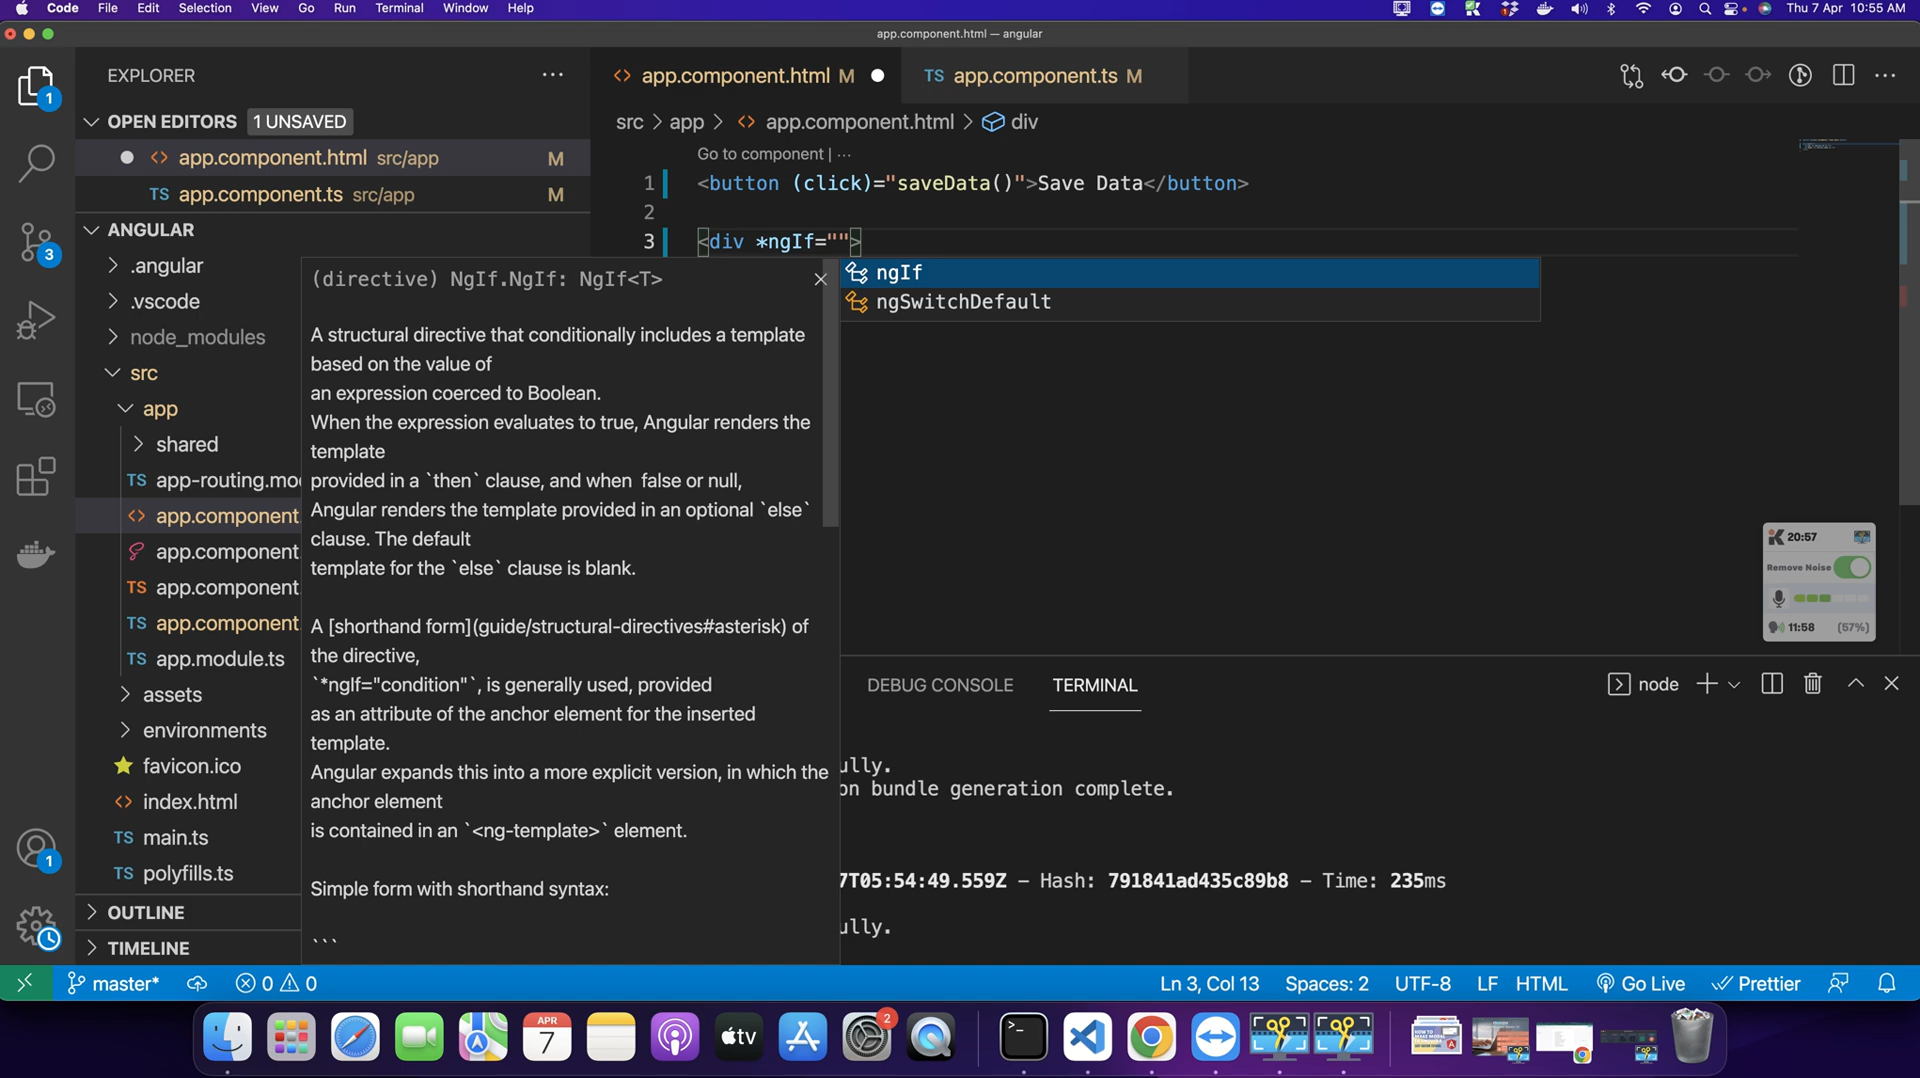 Code File Edit Selection View Go Run Terminal Window Help
Thu 7 Apr 10:55 AM
app.component.html — angular
EXPLORER
app.component.html M
TS app.component.ts M
1
OPEN EDITORS 1 UNSAVED
src > app > app.component.html > div
app.component.html src/app M
TS app.component.ts src/app M
Go to component | ...
1 <button (click)="saveData()">Save Data</button>
2
3 <div *ngIf="">
3
ANGULAR
.angular
.vscode
node_modules
src
app
shared
TS app-routing.mo
app.component.
app.component.
TS app.component.
TS app.component.
TS app.module.ts
assets
environments
favicon.ico
index.html
TS main.ts
TS polyfills.ts
OUTLINE
TIMELINE
1
(directive) NgIf.NgIf: NgIf<T>
A structural directive that conditionally includes a template
based on the value of
an expression coerced to Boolean.
When the expression evaluates to true, Angular renders the
template
provided in a `then` clause, and when  false or null,
Angular renders the template provided in an optional `else`
clause. The default
template for the `else` clause is blank.
A [shorthand form](guide/structural-directives#asterisk) of
the directive,
`*ngIf="condition"`, is generally used, provided
as an attribute of the anchor element for the inserted
template.
Angular expands this into a more explicit version, in which the
anchor element
is contained in an `<ng-template>` element.
Simple form with shorthand syntax:
```
ngIf
ngSwitchDefault
20:57
Remove Noise
11:58 (57%)
DEBUG CONSOLE TERMINAL
node
ully.
on bundle generation complete.
7T05:54:49.559Z – Hash: 791841ad435c89b8 – Time: 235ms
ully.
master* 0 0
Ln 3, Col 13 Spaces: 2 UTF-8 LF HTML Go Live Prettier
APR
7
tv
2